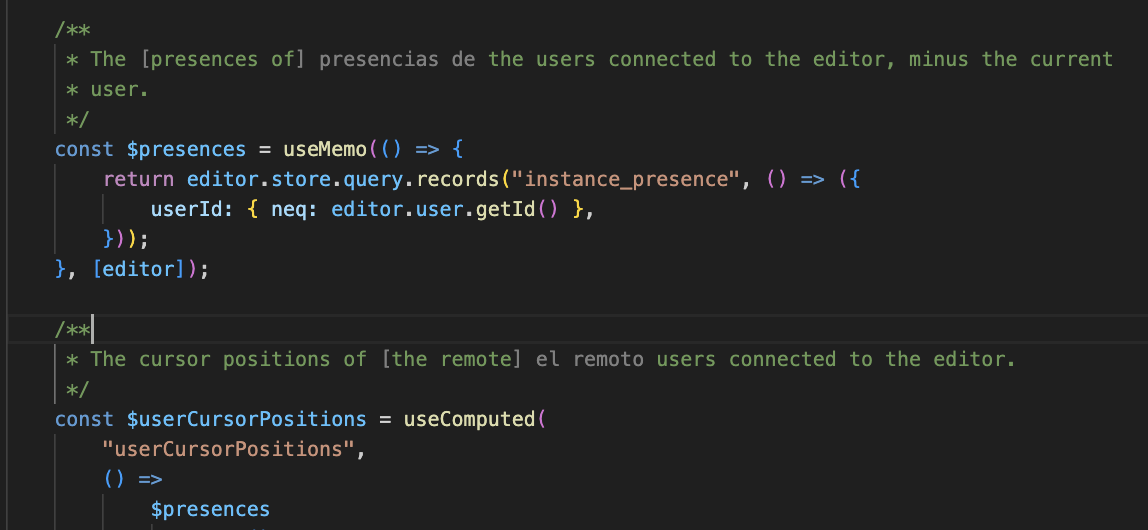 /**
* The [presences of] presencias de the users connected to the editor, minus the current
* user.
*/
const $presences = useMemo(() => {
return editor.store.query.records("instance_presence", () => ({
userId: { neq: editor.user.getId() },
}));
}, [editor]);
/**
* The cursor positions of [the remote] el remoto users connected to the editor.
*/
const $userCursorPositions = useComputed(
"userCursorPositions",
() =>
$presences